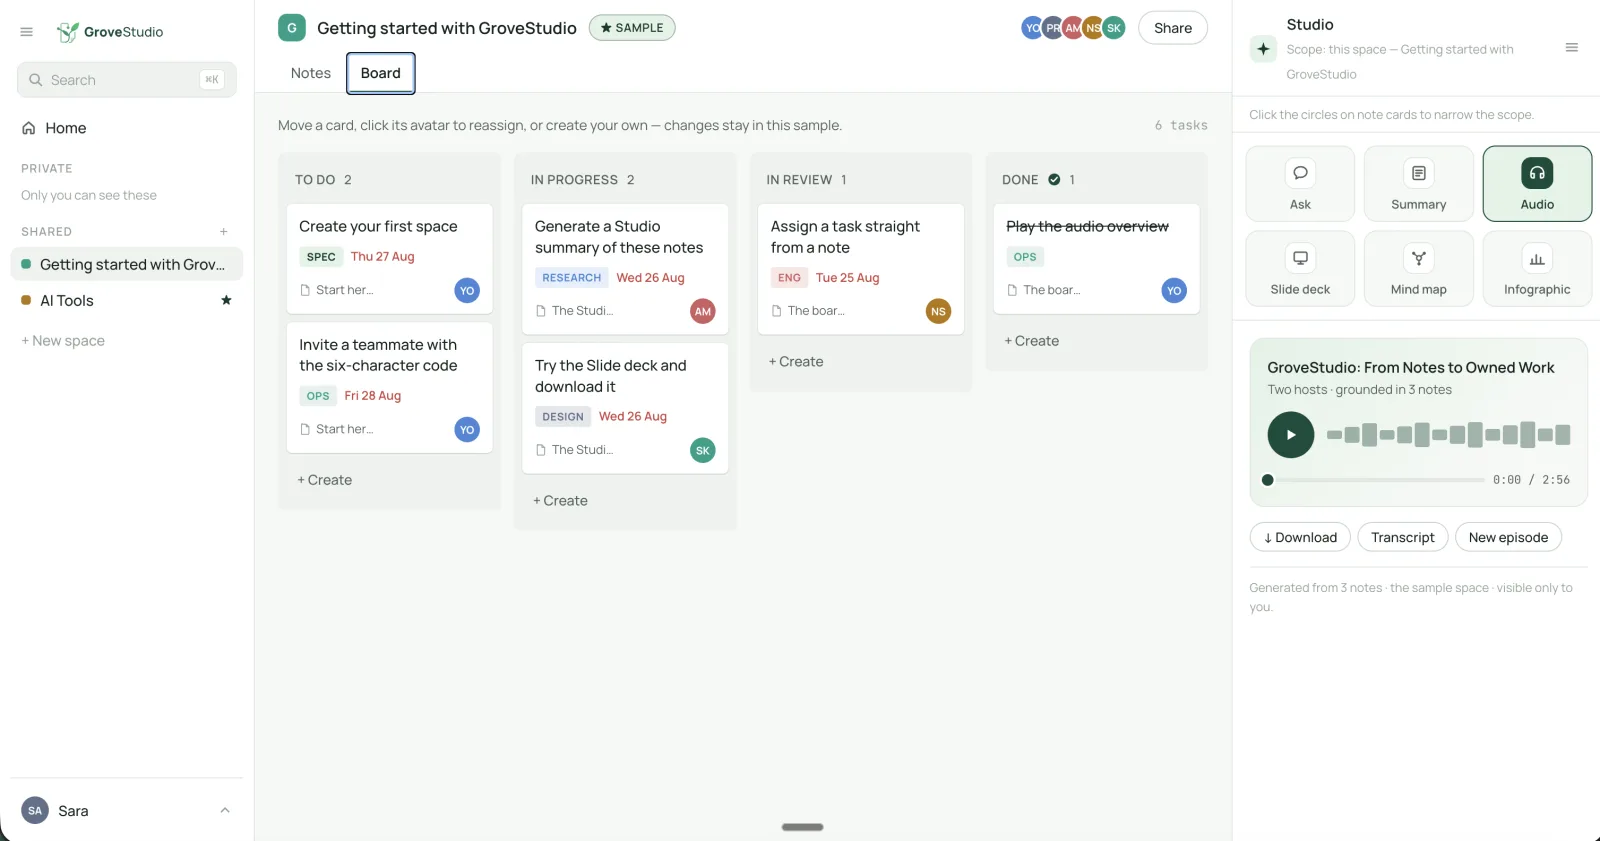 GroveStudio
Search
⌘K
Home
PRIVATE
Only you can see these
SHARED +
Getting started with Grov...
AI Tools ★
+ New space
SA Sara
G Getting started with GroveStudio ★ SAMPLE
YO PR AM NS SK Share
Notes Board
Move a card, click its avatar to reassign, or create your own — changes stay in this sample.
6 tasks
TO DO 2
Create your first space
SPEC Thu 27 Aug
Start her... YO
Invite a teammate with
the six-character code
OPS Fri 28 Aug
Start her... YO
+ Create
IN PROGRESS 2
Generate a Studio
summary of these notes
RESEARCH Wed 26 Aug
The Studi... AM
Try the Slide deck and
download it
DESIGN Wed 26 Aug
The Studi... SK
+ Create
IN REVIEW 1
Assign a task straight
from a note
ENG Tue 25 Aug
The boar... NS
+ Create
DONE 1
Play the audio overview
OPS
The boar... YO
+ Create
Studio
Scope: this space — Getting started with
GroveStudio
Click the circles on note cards to narrow the scope.
Ask Summary Audio
Slide deck Mind map Infographic
GroveStudio: From Notes to Owned Work
Two hosts · grounded in 3 notes
0:00 / 2:56
↓ Download Transcript New episode
Generated from 3 notes · the sample space · visible only to
you.